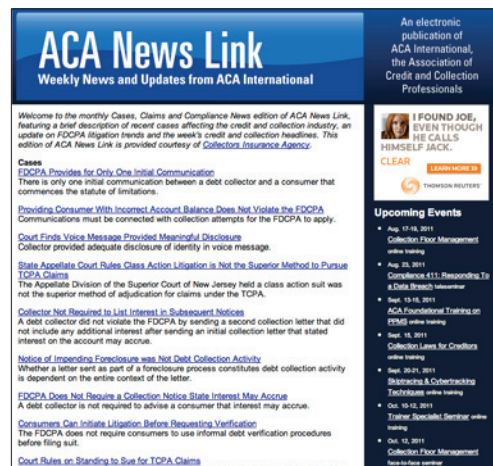 ACA News Link
Weekly News and Updates from ACA International
An electronic
publication of
ACA International,
the Association of
Credit and Collection
Professionals
Welcome to the monthly Cases, Claims and Compliance News edition of ACA News Link,
featuring a brief description of recent cases affecting the credit and collection industry, an
update on FDCPA litigation trends and the week's credit and collection headlines. This
edition of ACA News Link is provided courtesy of Collectors Insurance Agency.
Cases
FDCPA Provides for Only One Initial Communication
There is only one initial communication between a debt collector and a consumer that
commences the statute of limitations.
Providing Consumer With Incorrect Account Balance Does Not Violate the FDCPA
Communications must be connected with collection attempts for the FDCPA to apply.
Court Finds Voice Message Provided Meaningful Disclosure
Collector provided adequate disclosure of identity in voice message.
State Appellate Court Rules Class Action Litigation is Not the Superior Method to Pursue
TCPA Claims
The Appellate Division of the Superior Court of New Jersey held a class action suit was
not the superior method of adjudication for claims under the TCPA.
Collector Not Required to List Interest in Subsequent Notices
A debt collector did not violate the FDCPA by sending a second collection letter that did
not include any additional interest after sending an initial collection letter that stated
interest on the account may accrue.
Notice of Impending Foreclosure was Not Debt Collection Activity
Whether a letter sent as part of a foreclosure process constitutes debt collection activity
is dependent on the entire context of the letter.
FDCPA Does Not Require a Collection Notice State Interest May Accrue
A debt collector is not required to advise a consumer that interest may accrue.
Consumers Can Initiate Litigation Before Requesting Verification
The FDCPA does not require consumers to use informal debt verification procedures
before filing suit.
Court Rules on Standing to Sue for TCPA Claims
I FOUND JOE,
EVEN THOUGH
HE CALLS
HIMSELF JACK.
CLEAR
LEARN MORE
THOMSON REUTERS
Upcoming Events
Aug. 17-19, 2011
Collection Floor Management
online training
Aug. 23, 2011
Compliance 411: Responding To
a Data Breach teleseminar
Sept. 13-15, 2011
ACA Foundational Training on
PPMS online training
Sept. 15, 2011
Collection Laws for Creditors
online training
Sept. 20-21, 2011
Skiptracing & Cybertracking
Techniques online training
Oct. 10-12, 2011
Trainer Specialist Seminar online
training
Oct. 12, 2011
Collection Floor Management
face-to-face seminar